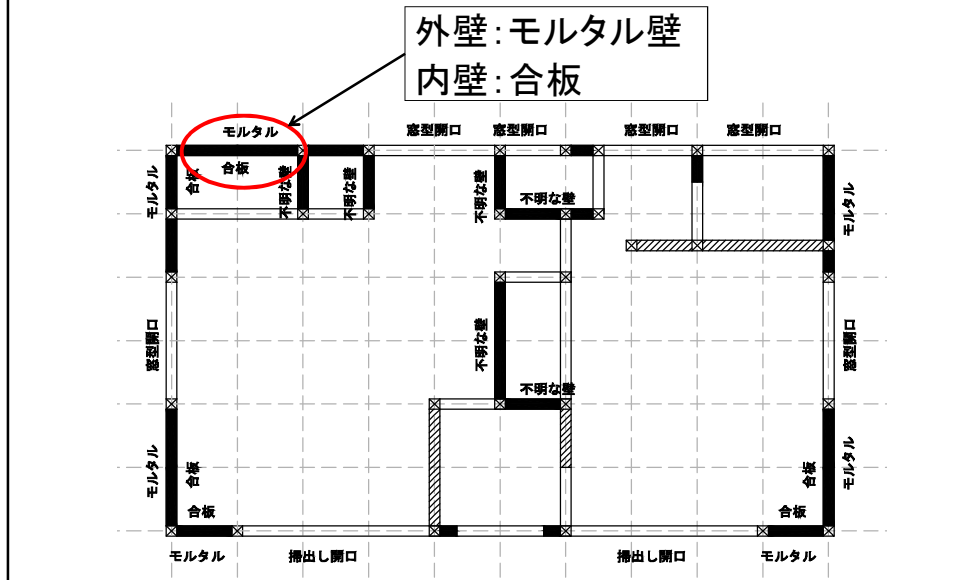 外壁:モルタル壁
内壁:合板
モルタル
窓型開口
窓型開口
窓型開口
窓型開口
モルタル
合板
合板
不明な壁
不明な壁
不明な壁
不明な壁
モルタル
窓型開口
不明な壁
不明な壁
窓型開口
モルタル
合板
合板
合板
モルタル
合板
モルタル
掃出し開口
掃出し開口
モルタル